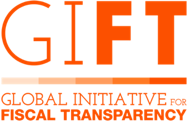 GIFT
GLOBAL INITIATIVE FOR
FISCAL TRANSPARENCY